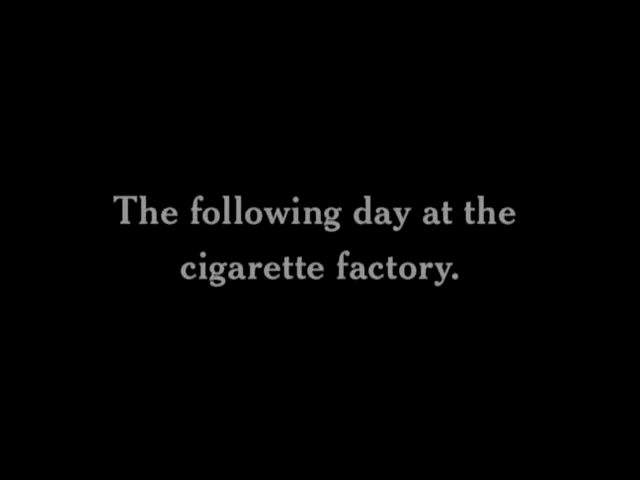 The following day at the
cigarette factory.